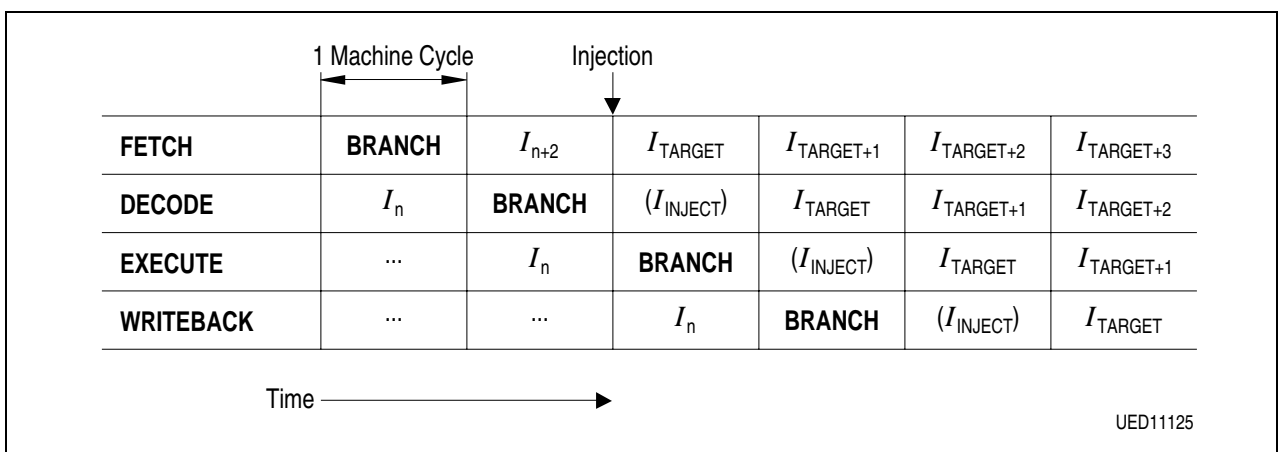 1 Machine Cycle Injection
FETCH BRANCH In+2 ITARGET ITARGET+1 ITARGET+2 ITARGET+3
DECODE In BRANCH (IINJECT) ITARGET ITARGET+1 ITARGET+2
EXECUTE ... In BRANCH (IINJECT) ITARGET ITARGET+1
WRITEBACK ... ... In BRANCH (IINJECT) ITARGET
Time
UED11125